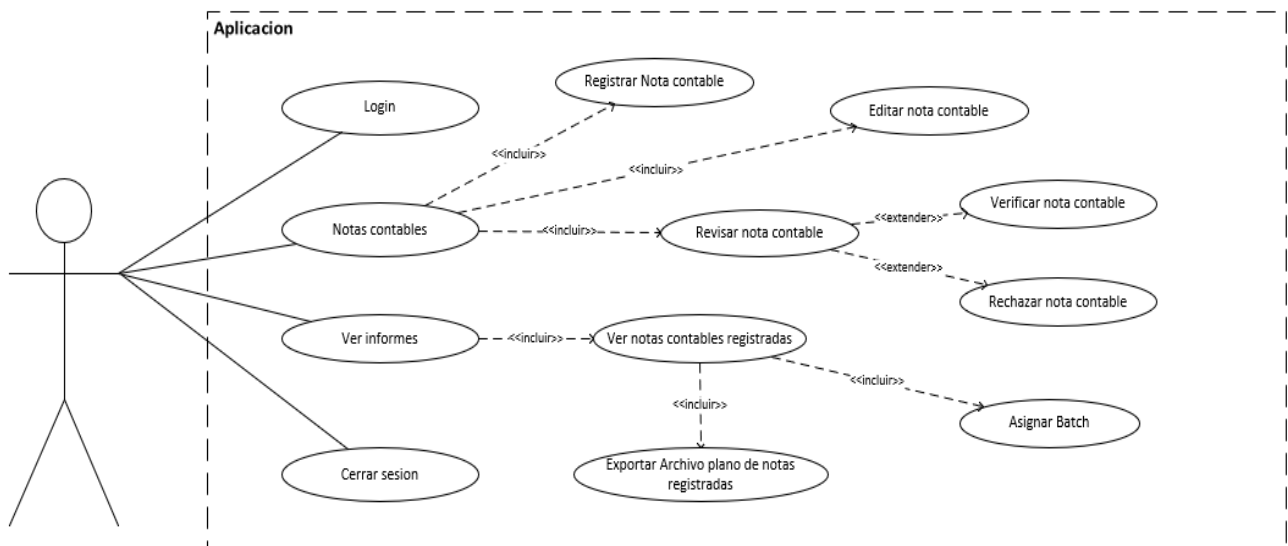 Aplicacion
Registrar Nota contable
Login
Editar nota contable
<<incluir>>
<<incluir>>
Verificar nota contable
<<extender>>
Notas contables
<<incluir>>
Revisar nota contable
<<extender>>
Rechazar nota contable
Ver informes
<<incluir>>
Ver notas contables registradas
<<incluir>>
<<incluir>>
Asignar Batch
Cerrar sesion
Exportar Archivo plano de notas
registradas